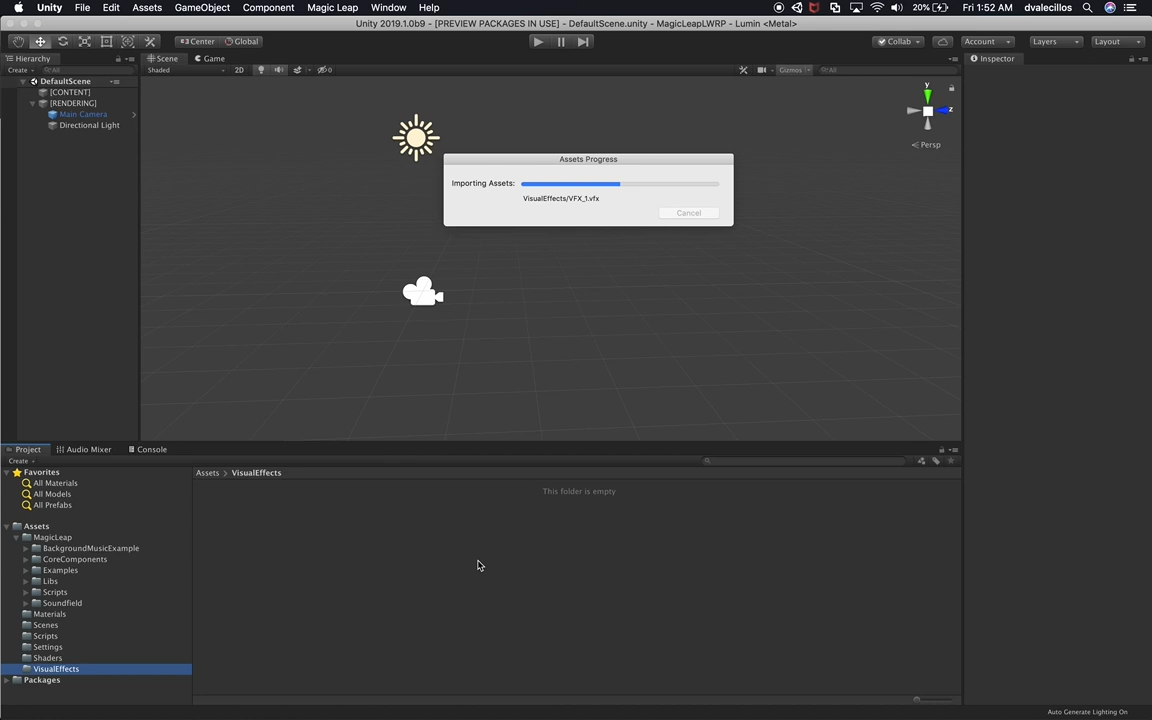 Unity File Edit Assets GameObject Component Magic Leap Window Help 20% Fri 1:52 AM dvalecillos
Unity 2019.1.0b9 - [PREVIEW PACKAGES IN USE] - DefaultScene.unity - MagicLeapLWRP - Lumin <Metal>
Center Global Collab Account Layers Layout
Hierarchy Scene Game Inspector
Create All Shaded 2D 0 Gizmos All
DefaultScene
[CONTENT]
[RENDERING]
Main Camera
Directional Light
y
z
Persp
Assets Progress
Importing Assets:
VisualEffects/VFX_1.vfx
Cancel
Project Audio Mixer Console
Create
Favorites
All Materials
All Models
All Prefabs
Assets
MagicLeap
BackgroundMusicExample
CoreComponents
Examples
Libs
Scripts
Soundfield
Materials
Scenes
Scripts
Settings
Shaders
VisualEffects
Packages
Assets > VisualEffects
This folder is empty
Auto Generate Lighting On